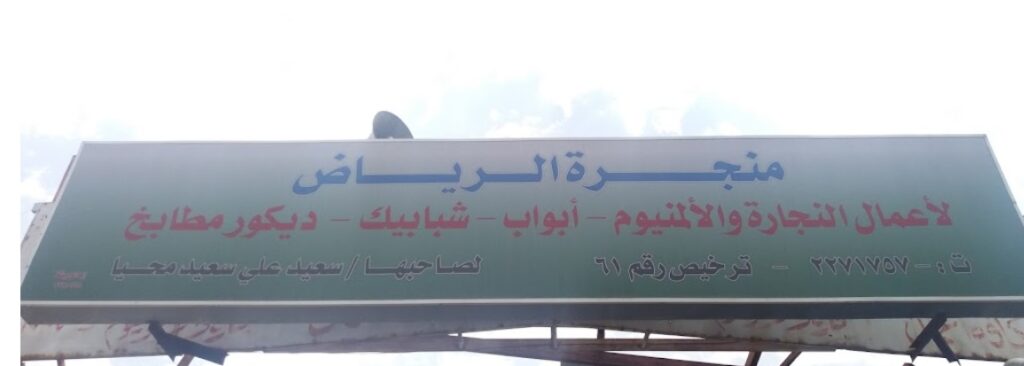 منجرة الرياض
لأعمال النجارة والألمنيوم - أبواب - شبابيك - ديكور مطابخ
ت :- ٢٢٧١٧٥٧ - ترخيص رقم ٦١ لصاحبها / سعيد علي سعيد محيا